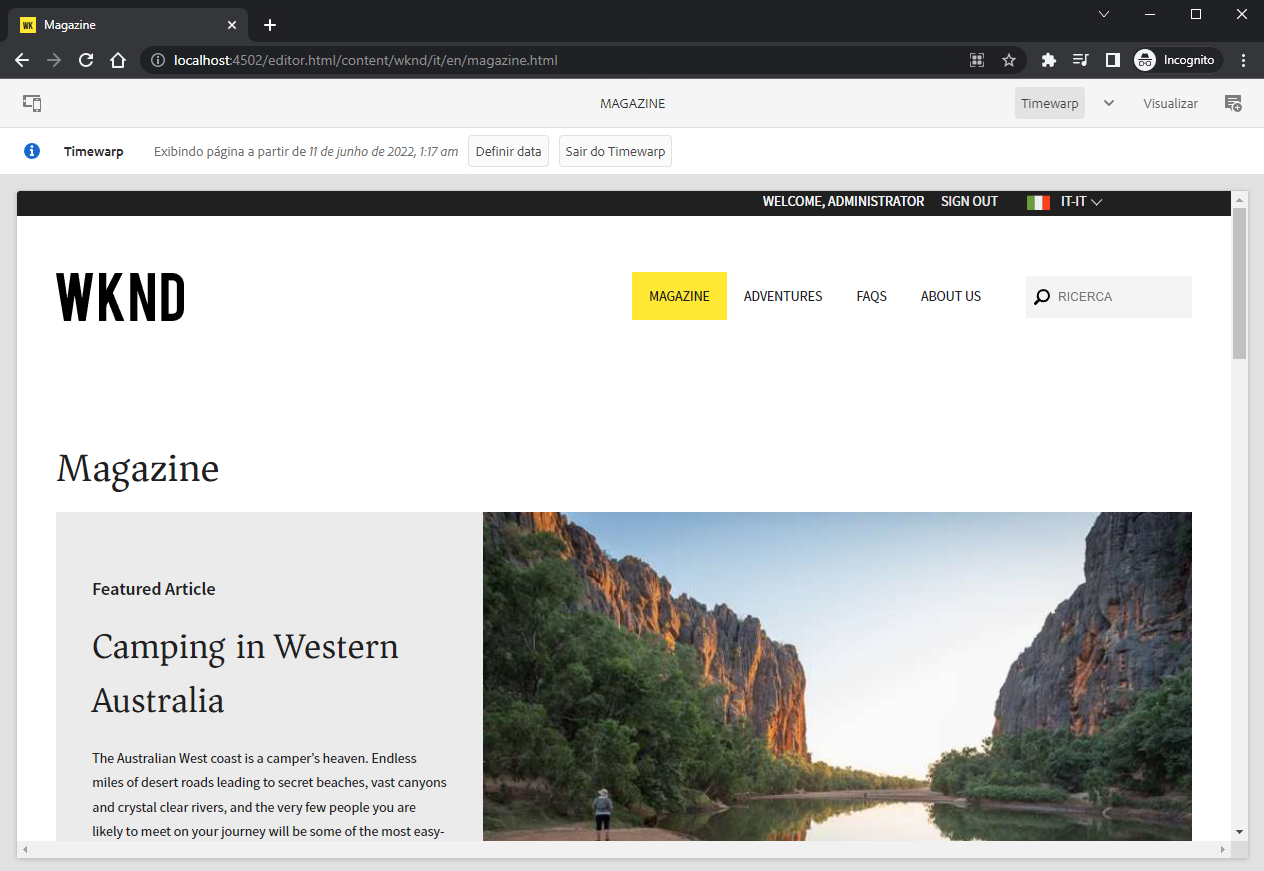 WK Magazine
localhost:4502/editor.html/content/wknd/it/en/magazine.html
Incognito
MAGAZINE
Timewarp
Visualizar
Timewarp
Exibindo página a partir de 11 de junho de 2022, 1:17 am
Definir data
Sair do Timewarp
WELCOME, ADMINISTRATOR
SIGN OUT
IT-IT
WKND
MAGAZINE
ADVENTURES
FAQS
ABOUT US
RICERCA
Magazine
Featured Article
Camping in Western
Australia
The Australian West coast is a camper’s heaven. Endless
miles of desert roads leading to secret beaches, vast canyons
and crystal clear rivers, and the very few people you are
likely to meet on your journey will be some of the most easy-